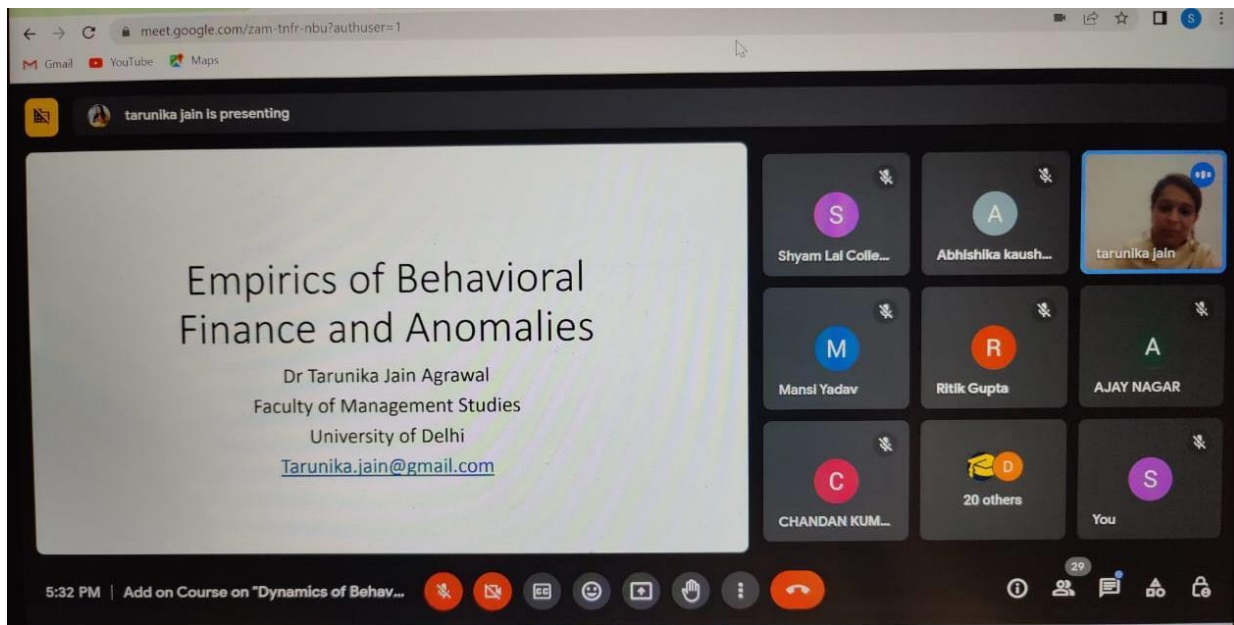 meet.google.com/zam-tnfr-nbu?authuser=1
S
Gmail
YouTube
Maps
tarunika jain is presenting
Empirics of Behavioral
Finance and Anomalies
Dr Tarunika Jain Agrawal
Faculty of Management Studies
University of Delhi
Tarunika.jain@gmail.com
S
Shyam Lal Colle...
A
Abhishika kaush...
tarunika jain
M
Mansi Yadav
R
Ritik Gupta
A
AJAY NAGAR
C
CHANDAN KUM...
D
20 others
S
You
5:32 PM | Add on Course on "Dynamics of Behav...
CC
29